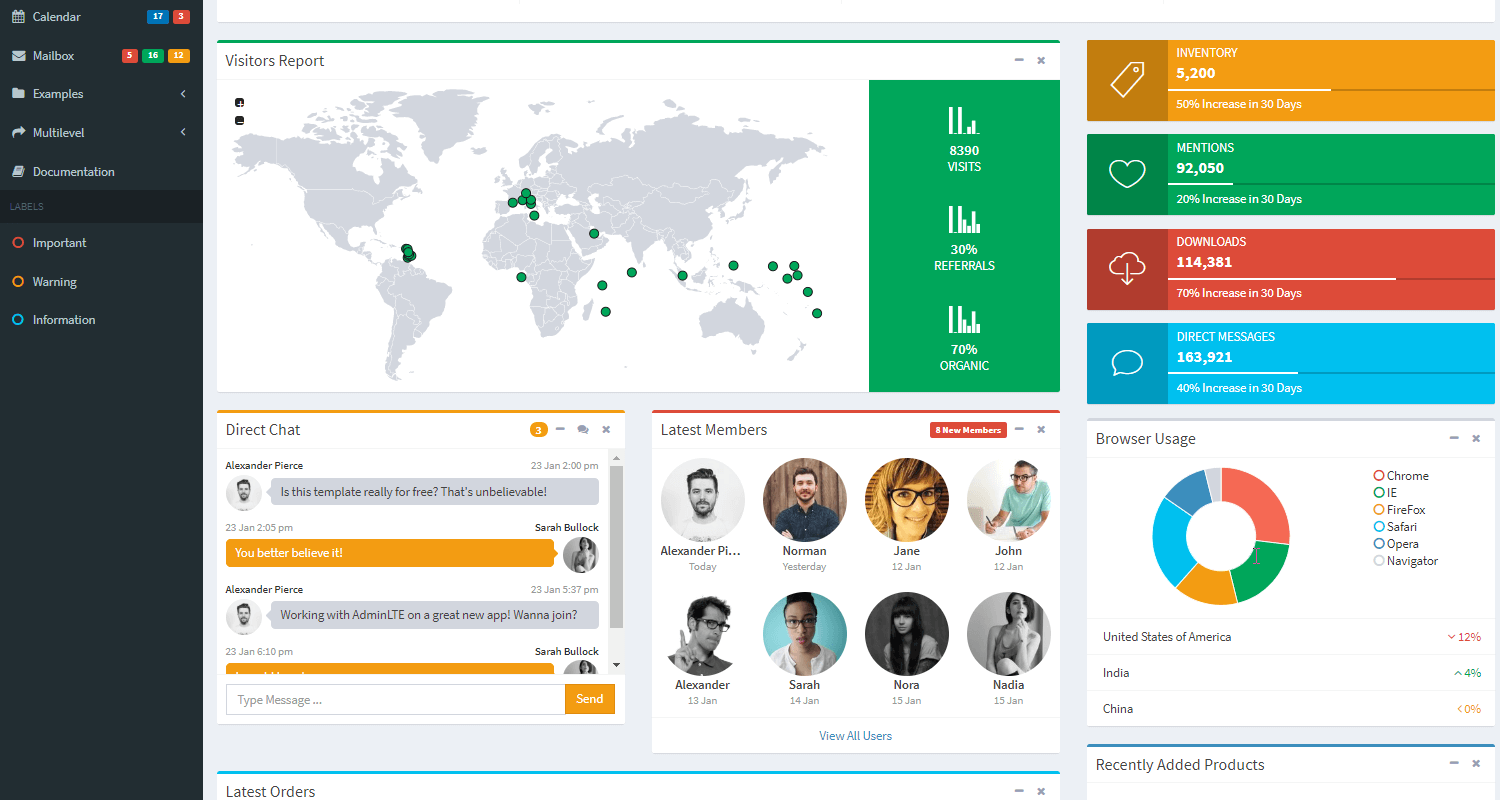 Calendar 17 3
Mailbox 5 16 12
Examples
Multilevel
Documentation
LABELS
Important
Warning
Information
Visitors Report
8390
VISITS
30%
REFERRALS
70%
ORGANIC
INVENTORY
5,200
50% Increase in 30 Days
MENTIONS
92,050
20% Increase in 30 Days
DOWNLOADS
114,381
70% Increase in 30 Days
DIRECT MESSAGES
163,921
40% Increase in 30 Days
Direct Chat 3
Alexander Pierce 23 Jan 2:00 pm
Is this template really for free? That's unbelievable!
23 Jan 2:05 pm Sarah Bullock
You better believe it!
Alexander Pierce 23 Jan 5:37 pm
Working with AdminLTE on a great new app! Wanna join?
23 Jan 6:10 pm Sarah Bullock
Type Message ... Send
Latest Members 8 New Members
Alexander Pi...
Today
Norman
Yesterday
Jane
12 Jan
John
12 Jan
Alexander
13 Jan
Sarah
14 Jan
Nora
15 Jan
Nadia
15 Jan
View All Users
Browser Usage
Chrome
IE
FireFox
Safari
Opera
Navigator
United States of America 12%
India 4%
China 0%
Latest Orders
Recently Added Products